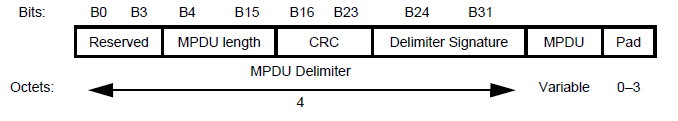 Bits: B0 B3 B4 B15 B16 B23 B24 B31
Reserved MPDU length CRC Delimiter Signature MPDU Pad
MPDU Delimiter
Octets: 4 Variable 0–3